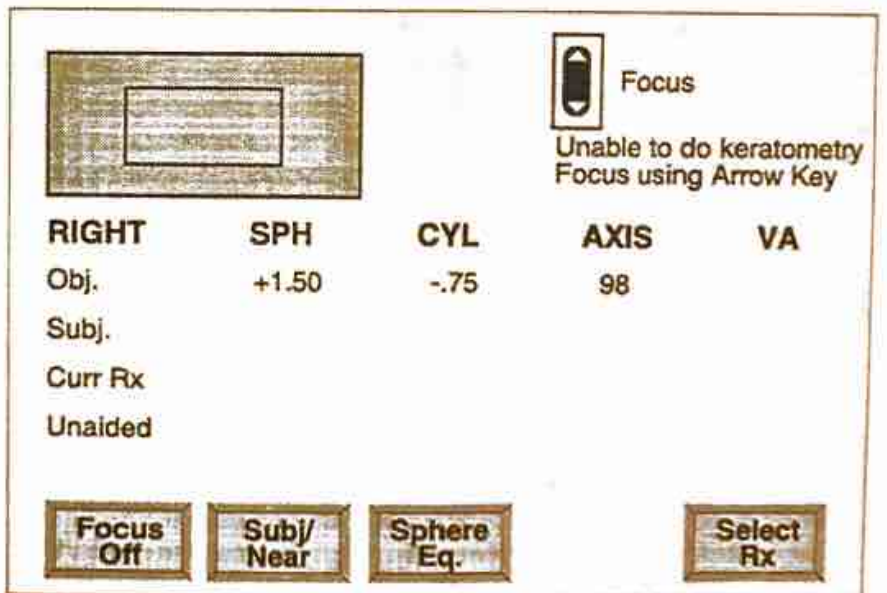 Focus
Unable to do keratometry
Focus using Arrow Key
RIGHT SPH CYL AXIS VA
Obj. +1.50 -.75 98
Subj.
Curr Rx
Unaided
Focus Off
Subj/ Near
Sphere Eq.
Select Rx